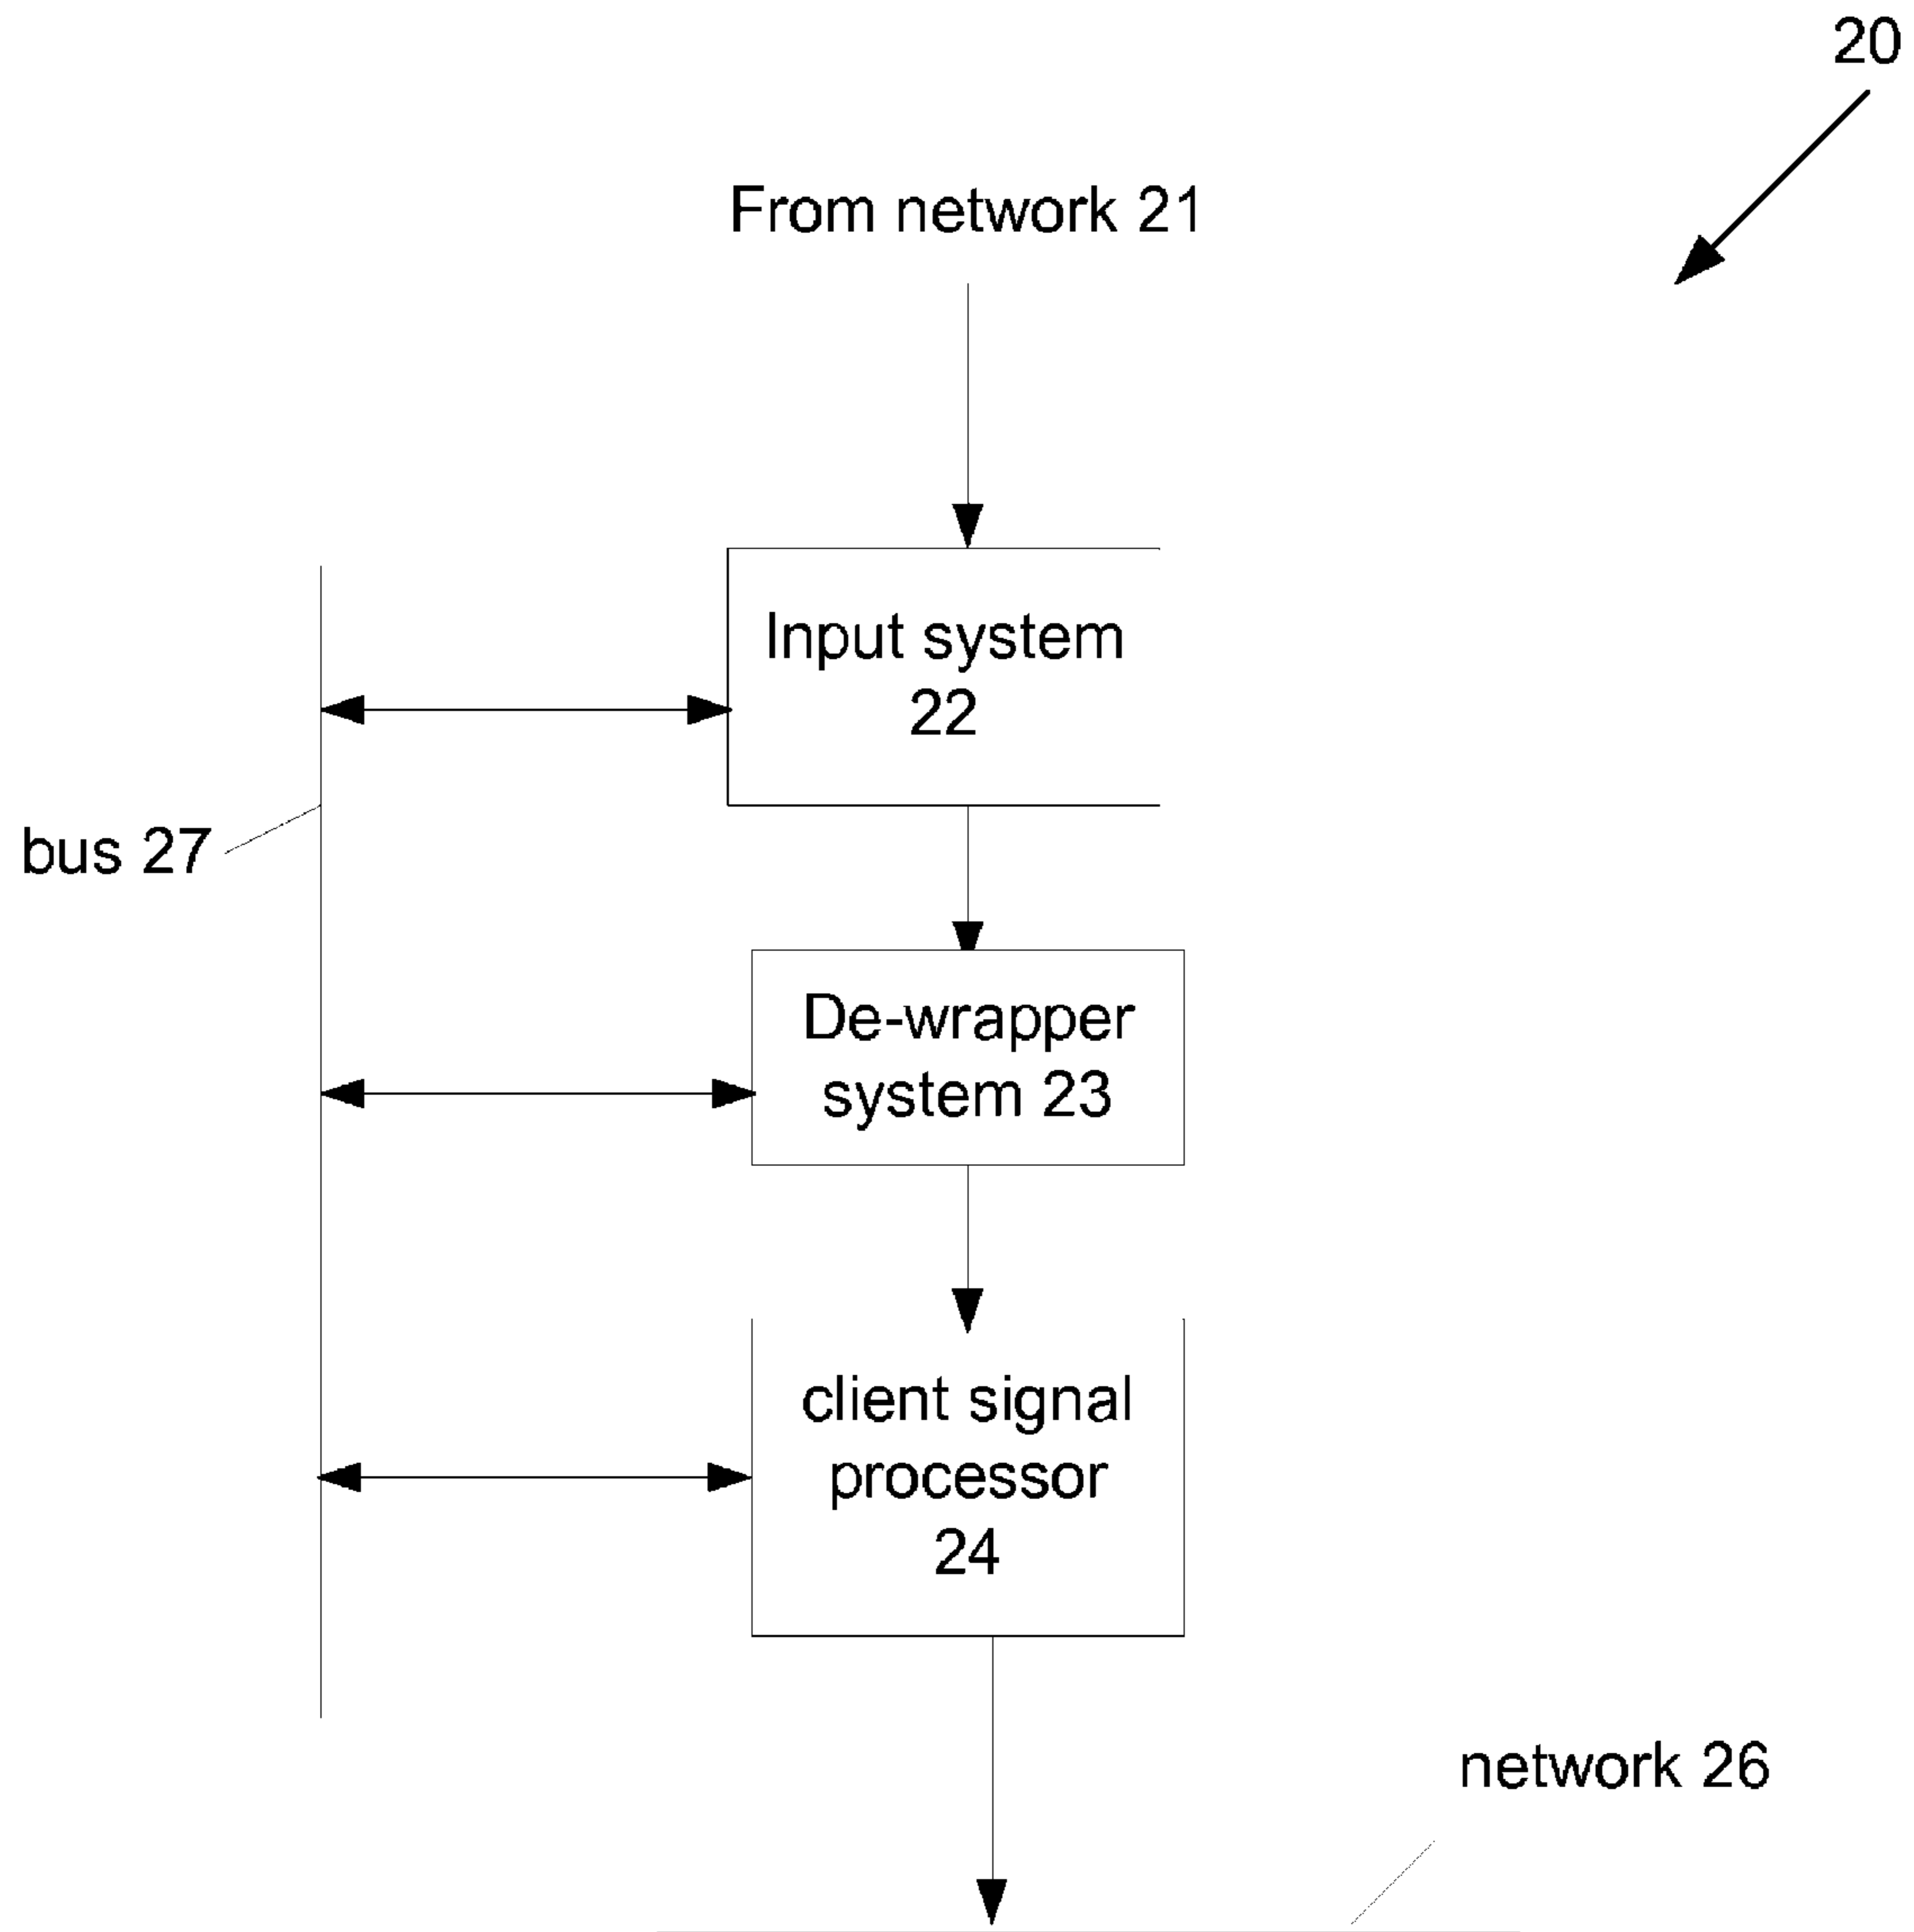 20
From network 21
Input system
22
bus 27
De-wrapper
system 23
client signal
processor
24
network 26